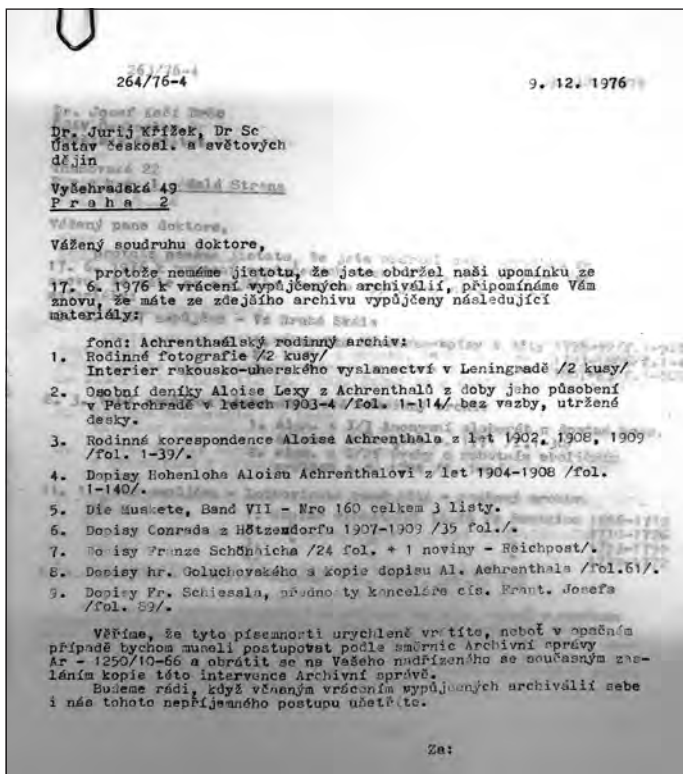 264/76-4
9. 12. 1976
Dr. Jurij Křížek, Dr Sc
Ústav českosl. a světových
dějin
Vyšehradská 49
P r a h a 2
Vážený soudruhu doktore,
protože nemáme jistotu, že jste obdržel naši upomínku ze
17. 6. 1976 k vrácení vypůjčených archiválií, připomínáme Vám
znovu, že máte ze zdejšího archivu vypůjčeny následující
materiály:
fond: Achrenthaélský rodinný archiv:
1. Rodinné fotografie /2 kusy/
Interier rakousko-uherského vyslanectví v Leningradě /2 kusy/
2. Osobní deníky Aloise Lexy z Achrenthalů z doby jeho působení
v Petrohradě v letech 1903-4 /fol. 1-114/ bez vazby, utržené
desky.
3. Rodinná korespondence Aloise Achrenthala z let 1902, 1908, 1909
/fol. 1-39/.
4. Dopisy Hohenloha Aloisu Achrenthalovi z let 1904-1908 /fol.
1-140/.
5. Die Muskete, Band VII - Nro 160 celkem 3 listy.
6. Dopisy Conrada z Hötzendorfu 1907-1909 /35 fol./.
7. Dopisy Franze Schönaicha /24 fol. + 1 noviny - Reichpost/.
8. Dopisy hr. Goluchovského a kopie dopisu Al. Aehrenthala /fol.61/.
9. Dopisy Fr. Schiessla, přednosty kanceláře cís. Frant. Josefa
/fol. 89/.
Věříme, že tyto písemnosti urychleně vrátíte, neboť v opačném
případě bychom museli postupovat podle směrnic Archivní správy
Ar - 1250/10-66 a obrátit se na Vašeho nadřízeného se současným zas-
láním kopie této intervence Archivní správě.
Budeme rádi, když včasným vrácením vypůjčených archiválií sebe
i nás tohoto nepříjemného postupu ušetříte.
Za: